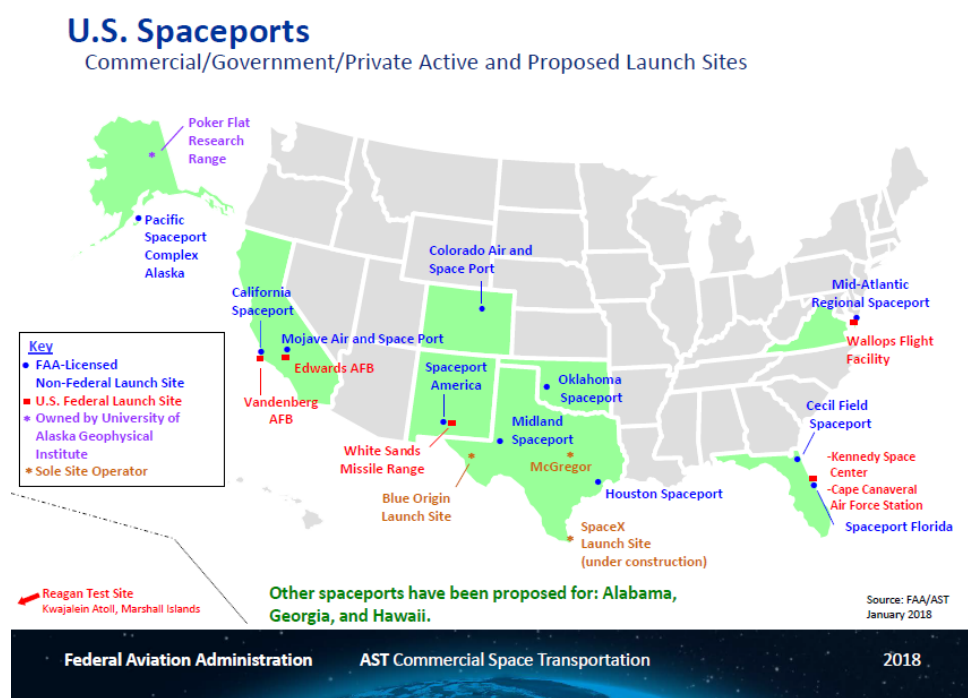 U.S. Spaceports
Commercial/Government/Private Active and Proposed Launch Sites
Poker Flat
Research
Range
Pacific
Spaceport
Complex
Alaska
Colorado Air and
Space Port
Mid-Atlantic
Regional Spaceport
Wallops Flight
Facility
California
Spaceport
Mojave Air and Space Port
Edwards AFB
Vandenberg
AFB
Spaceport
America
Oklahoma
Spaceport
Midland
Spaceport
White Sands
Missile Range
McGregor
Cecil Field
Spaceport
-Kennedy Space
Center
-Cape Canaveral
Air Force Station
Spaceport Florida
Houston Spaceport
Blue Origin
Launch Site
SpaceX
Launch Site
(under construction)
Key
FAA-Licensed
Non-Federal Launch Site
U.S. Federal Launch Site
* Owned by University of
Alaska Geophysical
Institute
* Sole Site Operator
Reagan Test Site
Kwajalein Atoll, Marshall Islands
Other spaceports have been proposed for: Alabama,
Georgia, and Hawaii.
Source: FAA/AST
January 2018
Federal Aviation Administration AST Commercial Space Transportation 2018